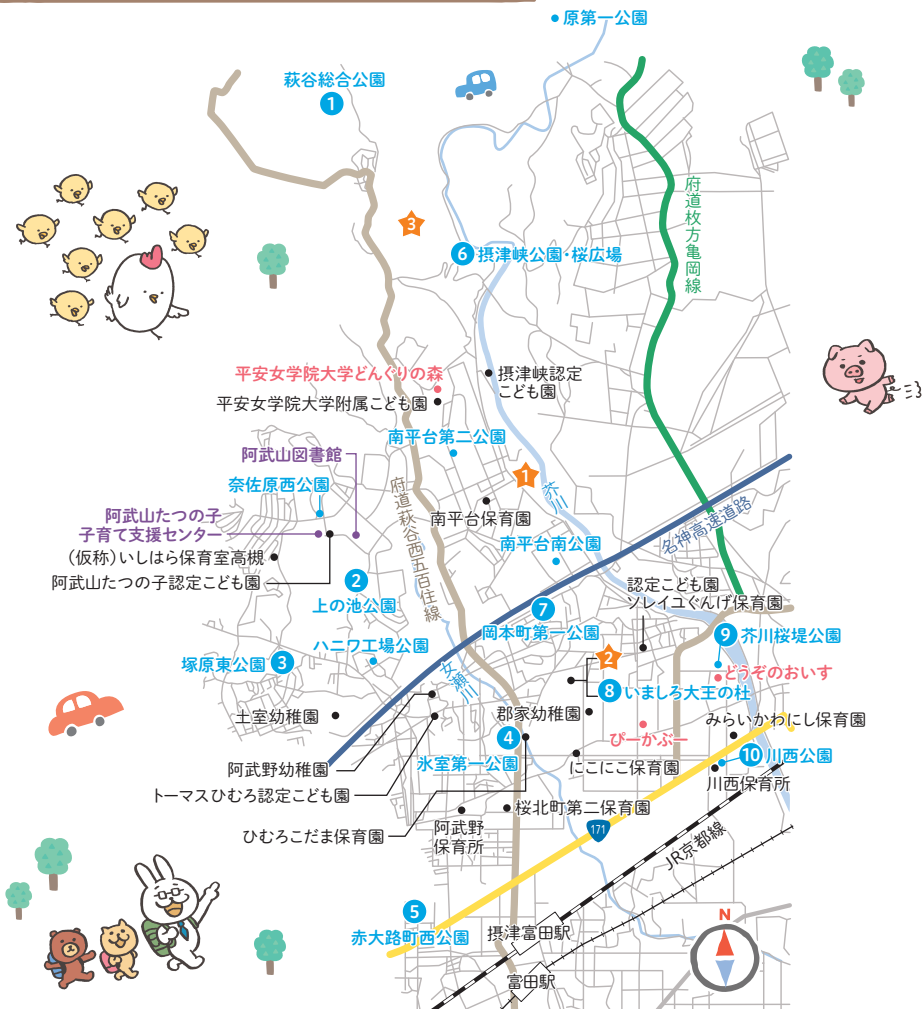 原第一公園
萩谷総合公園
1
府道枚方亀岡線
3
6 摂津峡公園・桜広場
平安女学院大学どんぐりの森
平安女学院大学附属こども園
摂津峡認定
こども園
南平台第二公園
阿武山図書館
奈佐原西公園
1
芥川
府道萩谷西五百住線
南平台保育園
名神高速道路
阿武山たつの子
子育て支援センター
南平台南公園
(仮称)いしはら保育室高槻
阿武山たつの子認定こども園
2
上の池公園
認定こども園
ソレイユぐんげ保育園
7
岡本町第一公園
9 芥川桜堤公園
ハニワ工場公園
塚原東公園 3
女瀬川
2
どうぞのおいす
8 いましろ大王の杜
土室幼稚園
郡家幼稚園
みらいかわにし保育園
ぴーかぶー
4
氷室第一公園
阿武野幼稚園
にこにこ保育園
10 川西公園
川西保育所
トーマスひむろ認定こども園
桜北町第二保育園
ひむろこだま保育園
阿武野
保育所
171
JR京都線
5
赤大路町西公園
摂津富田駅
富田駅
N